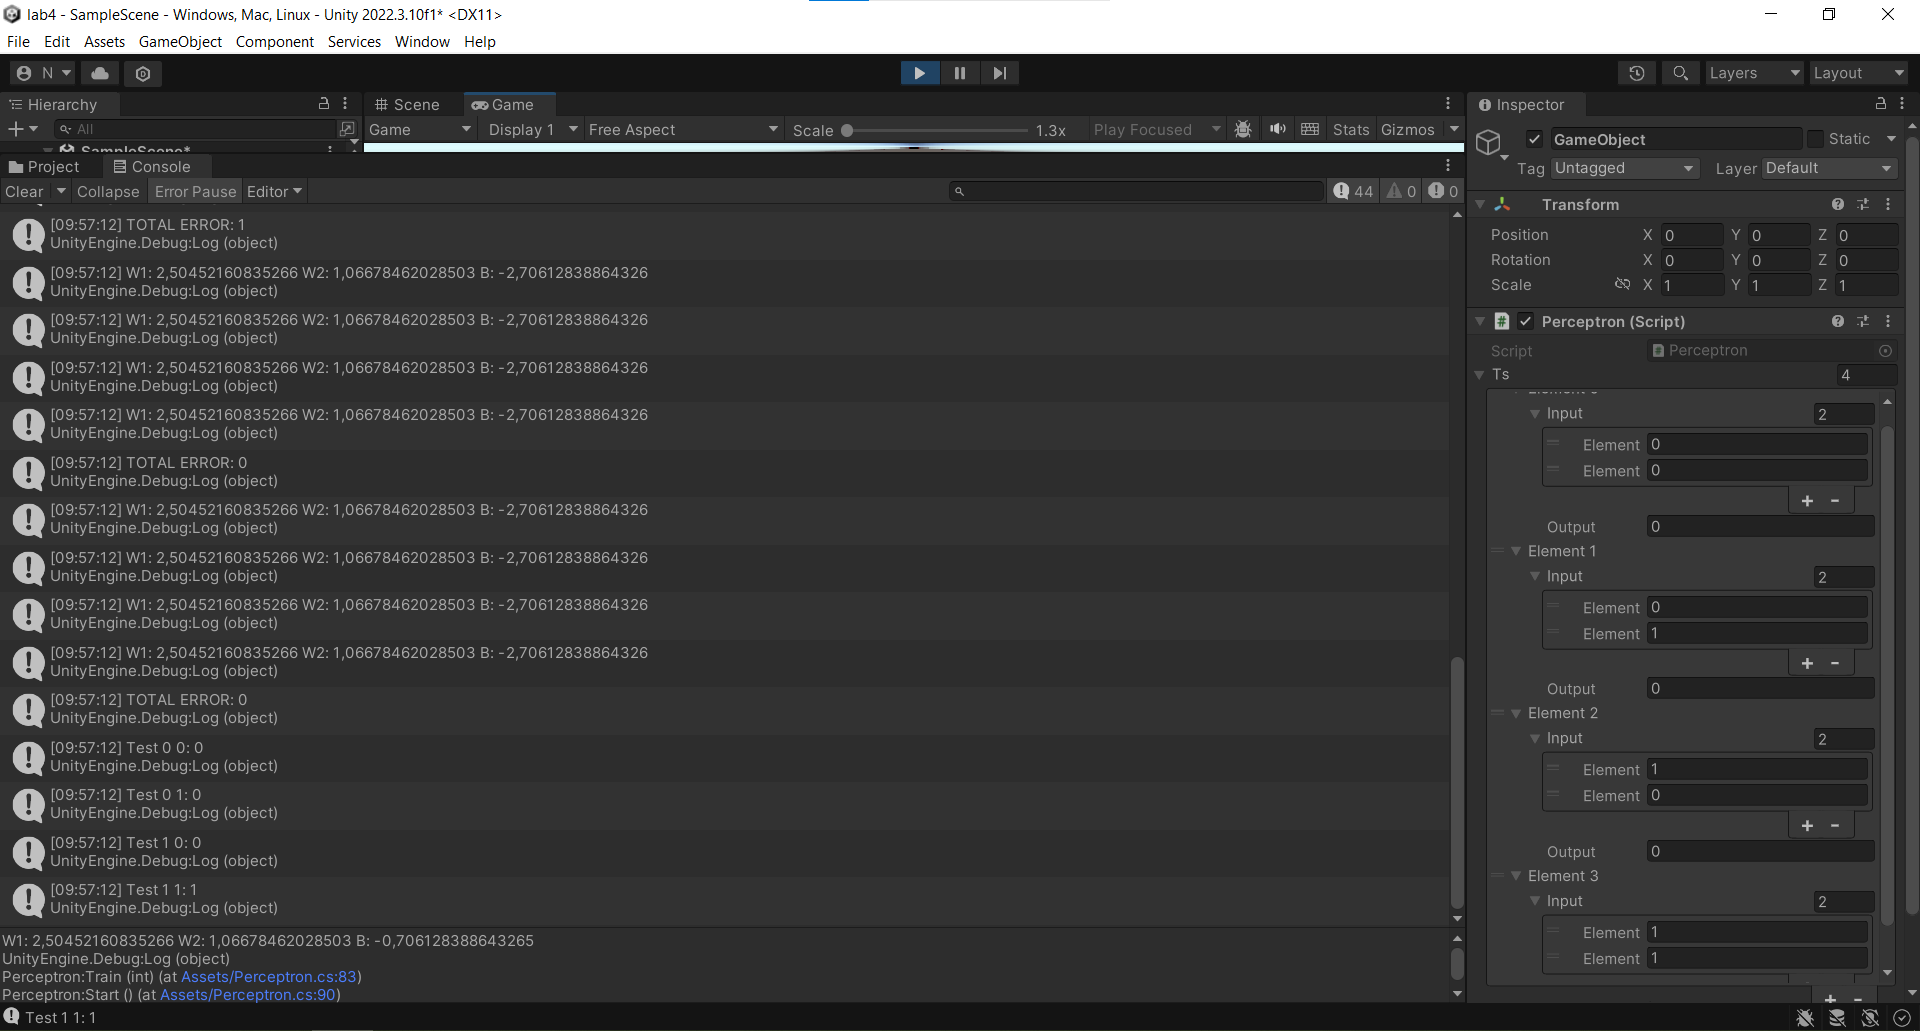 lab4 - SampleScene - Windows, Mac, Linux - Unity 2022.3.10f1* <DX11>
File Edit Assets GameObject Component Services Window Help
N Layers Layout
Hierarchy
All
SampleScene*
Scene Game
Game Display 1 Free Aspect Scale 1.3x Play Focused Stats Gizmos
Project Console
Clear Collapse Error Pause Editor 44 0 0
[09:57:12] TOTAL ERROR: 1
UnityEngine.Debug:Log (object)
[09:57:12] W1: 2,50452160835266 W2: 1,06678462028503 B: -2,70612838864326
UnityEngine.Debug:Log (object)
[09:57:12] W1: 2,50452160835266 W2: 1,06678462028503 B: -2,70612838864326
UnityEngine.Debug:Log (object)
[09:57:12] W1: 2,50452160835266 W2: 1,06678462028503 B: -2,70612838864326
UnityEngine.Debug:Log (object)
[09:57:12] W1: 2,50452160835266 W2: 1,06678462028503 B: -2,70612838864326
UnityEngine.Debug:Log (object)
[09:57:12] TOTAL ERROR: 0
UnityEngine.Debug:Log (object)
[09:57:12] W1: 2,50452160835266 W2: 1,06678462028503 B: -2,70612838864326
UnityEngine.Debug:Log (object)
[09:57:12] W1: 2,50452160835266 W2: 1,06678462028503 B: -2,70612838864326
UnityEngine.Debug:Log (object)
[09:57:12] W1: 2,50452160835266 W2: 1,06678462028503 B: -2,70612838864326
UnityEngine.Debug:Log (object)
[09:57:12] W1: 2,50452160835266 W2: 1,06678462028503 B: -2,70612838864326
UnityEngine.Debug:Log (object)
[09:57:12] TOTAL ERROR: 0
UnityEngine.Debug:Log (object)
[09:57:12] Test 0 0: 0
UnityEngine.Debug:Log (object)
[09:57:12] Test 0 1: 0
UnityEngine.Debug:Log (object)
[09:57:12] Test 1 0: 0
UnityEngine.Debug:Log (object)
[09:57:12] Test 1 1: 1
UnityEngine.Debug:Log (object)
W1: 2,50452160835266 W2: 1,06678462028503 B: -0,706128388643265
UnityEngine.Debug:Log (object)
Perceptron:Train (int) (at Assets/Perceptron.cs:83)
Perceptron:Start () (at Assets/Perceptron.cs:90)
Test 1 1: 1
Inspector
GameObject Static
Tag Untagged Layer Default
Transform
Position X 0 Y 0 Z 0
Rotation X 0 Y 0 Z 0
Scale X 1 Y 1 Z 1
Perceptron (Script)
Script Perceptron
Ts 4
Input 2
Element 0
Element 0
Output 0
Element 1
Input 2
Element 0
Element 1
Output 0
Element 2
Input 2
Element 1
Element 0
Output 0
Element 3
Input 2
Element 1
Element 1